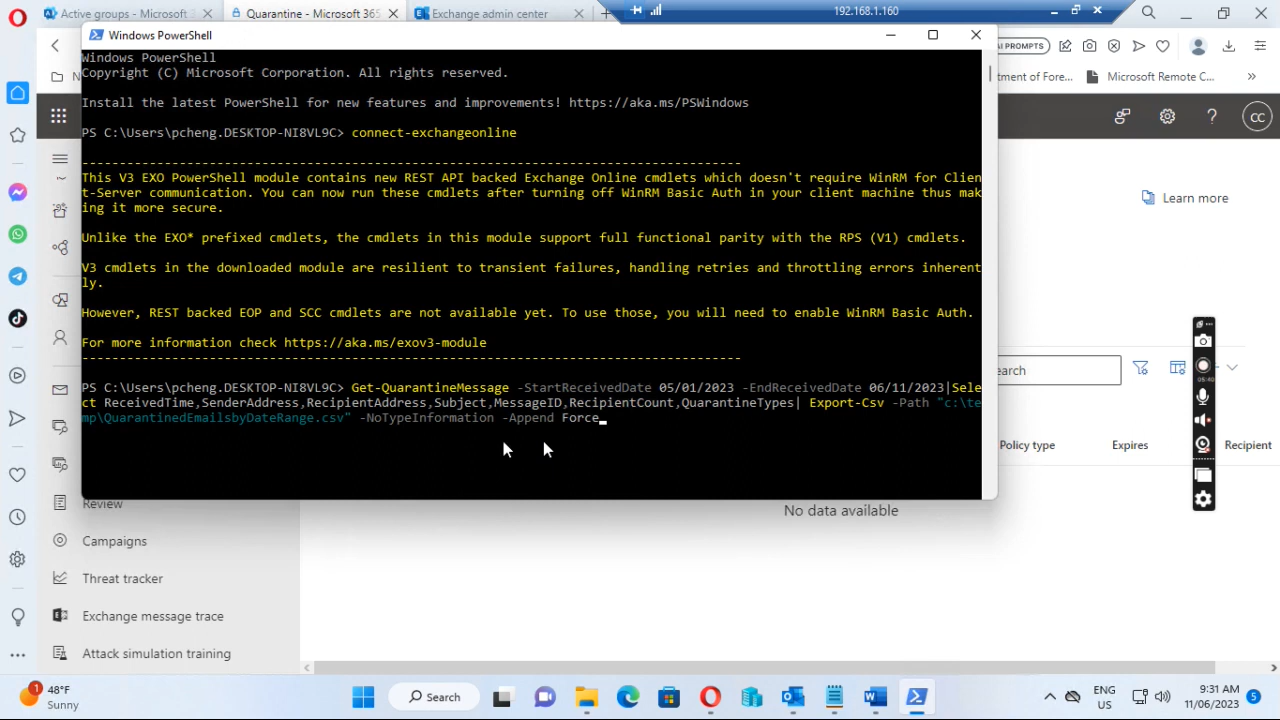 Active groups - Microsoft 3
Quarantine - Microsoft 365
Exchange admin center
192.168.1.160
Windows PowerShell
AI PROMPTS
Microsoft Remote C...
CC
Windows PowerShell
Copyright (C) Microsoft Corporation. All rights reserved.
Install the latest PowerShell for new features and improvements! https://aka.ms/PSWindows
PS C:\Users\pcheng.DESKTOP-NI8VL9C> connect-exchangeonline
----------------------------------------------------------------------------------------
This V3 EXO PowerShell module contains new REST API backed Exchange Online cmdlets which doesn't require WinRM for Clien
t-Server communication. You can now run these cmdlets after turning off WinRM Basic Auth in your client machine thus mak
ing it more secure.
Unlike the EXO* prefixed cmdlets, the cmdlets in this module support full functional parity with the RPS (V1) cmdlets.
V3 cmdlets in the downloaded module are resilient to transient failures, handling retries and throttling errors inherent
ly.
However, REST backed EOP and SCC cmdlets are not available yet. To use those, you will need to enable WinRM Basic Auth.
For more information check https://aka.ms/exov3-module
----------------------------------------------------------------------------------------
PS C:\Users\pcheng.DESKTOP-NI8VL9C> Get-QuarantineMessage -StartReceivedDate 05/01/2023 -EndReceivedDate 06/11/2023|Sele
ct ReceivedTime,SenderAddress,RecipientAddress,Subject,MessageID,RecipientCount,QuarantineTypes| Export-Csv -Path "c:\te
mp\QuarantinedEmailsbyDateRange.csv" -NoTypeInformation -Append Force_
Learn more
05:40
Policy type
Expires
Recipient
No data available
Review
Campaigns
Threat tracker
Exchange message trace
Attack simulation training
1
48°F
Sunny
Search
ENG
US
9:31 AM
11/06/2023
5